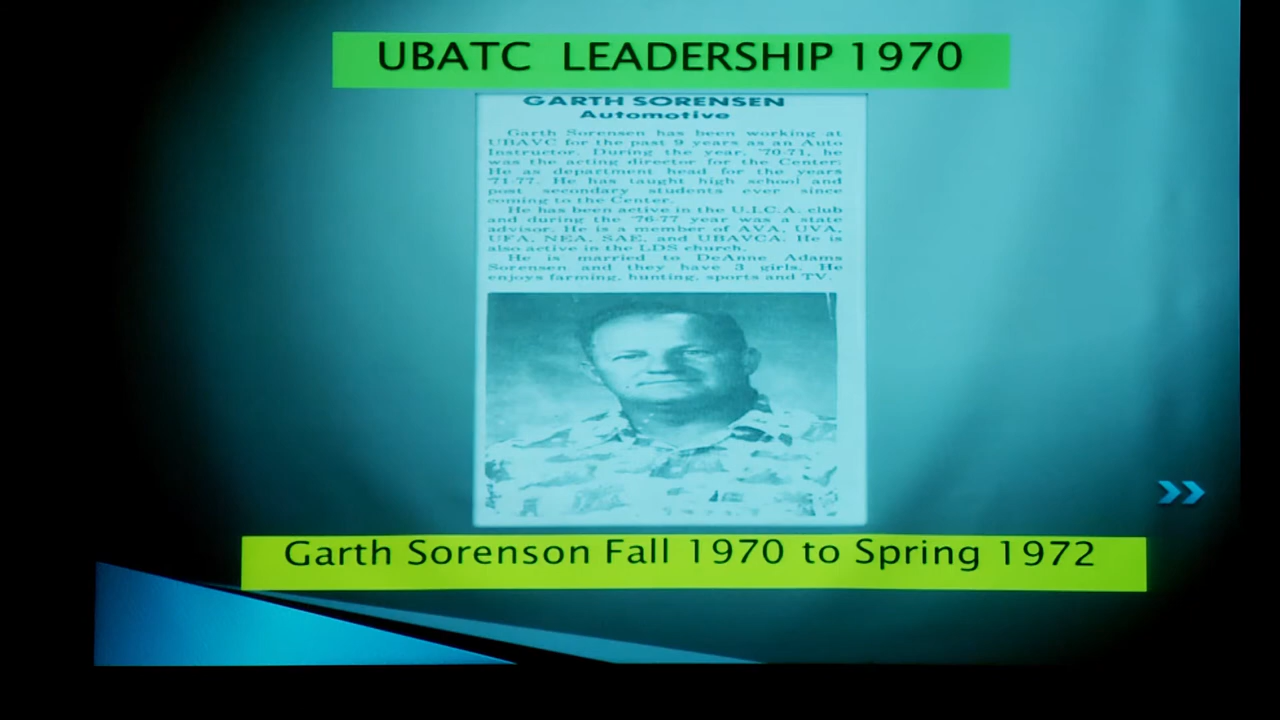 UBATC LEADERSHIP 1970
GARTH SORENSEN
Automotive
Garth Sorensen has been working at
UBAVC for the past 9 years as an Auto
Instructor. During the year, '70-71, he
was the acting director for the Center.
He as department head for the years
'71-77. He has taught high school and
post secondary students ever since
coming to the Center.
He has been active in the U.I.C.A. club
and during the '76-77 year was a state
advisor. He is a member of AVA, UVA,
UFA, NEA, SAE, and UBAVCA. He is
also active in the LDS church.
He is married to DeAnne Adams
Sorensen and they have 3 girls. He
enjoys farming, hunting, sports and TV.
Garth Sorenson Fall 1970 to Spring 1972